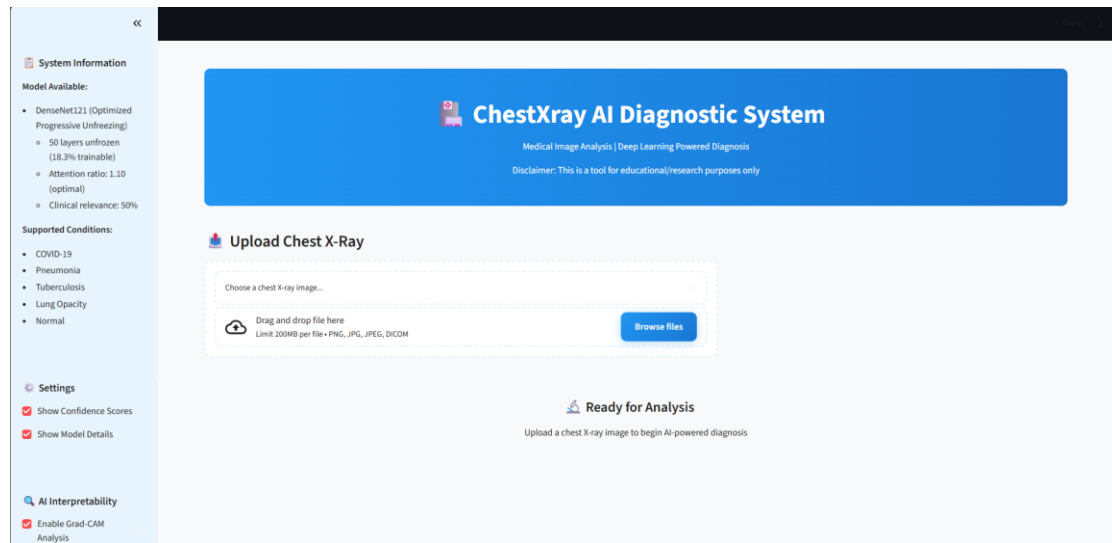 «
System Information
Model Available:
• DenseNet121 (Optimized
Progressive Unfreezing)
◦ 50 layers unfrozen
(18.3% trainable)
◦ Attention ratio: 1.10
(optimal)
◦ Clinical relevance: 50%
Supported Conditions:
• COVID-19
• Pneumonia
• Tuberculosis
• Lung Opacity
• Normal
Settings
Show Confidence Scores
Show Model Details
AI Interpretability
Enable Grad-CAM
Analysis
ChestXray AI Diagnostic System
Medical Image Analysis | Deep Learning Powered Diagnosis
Disclaimer: This is a tool for educational/research purposes only
Upload Chest X-Ray
Choose a chest X-ray image...
Drag and drop file here
Limit 200MB per file • PNG, JPG, JPEG, DICOM
Browse files
Ready for Analysis
Upload a chest X-ray image to begin AI-powered diagnosis